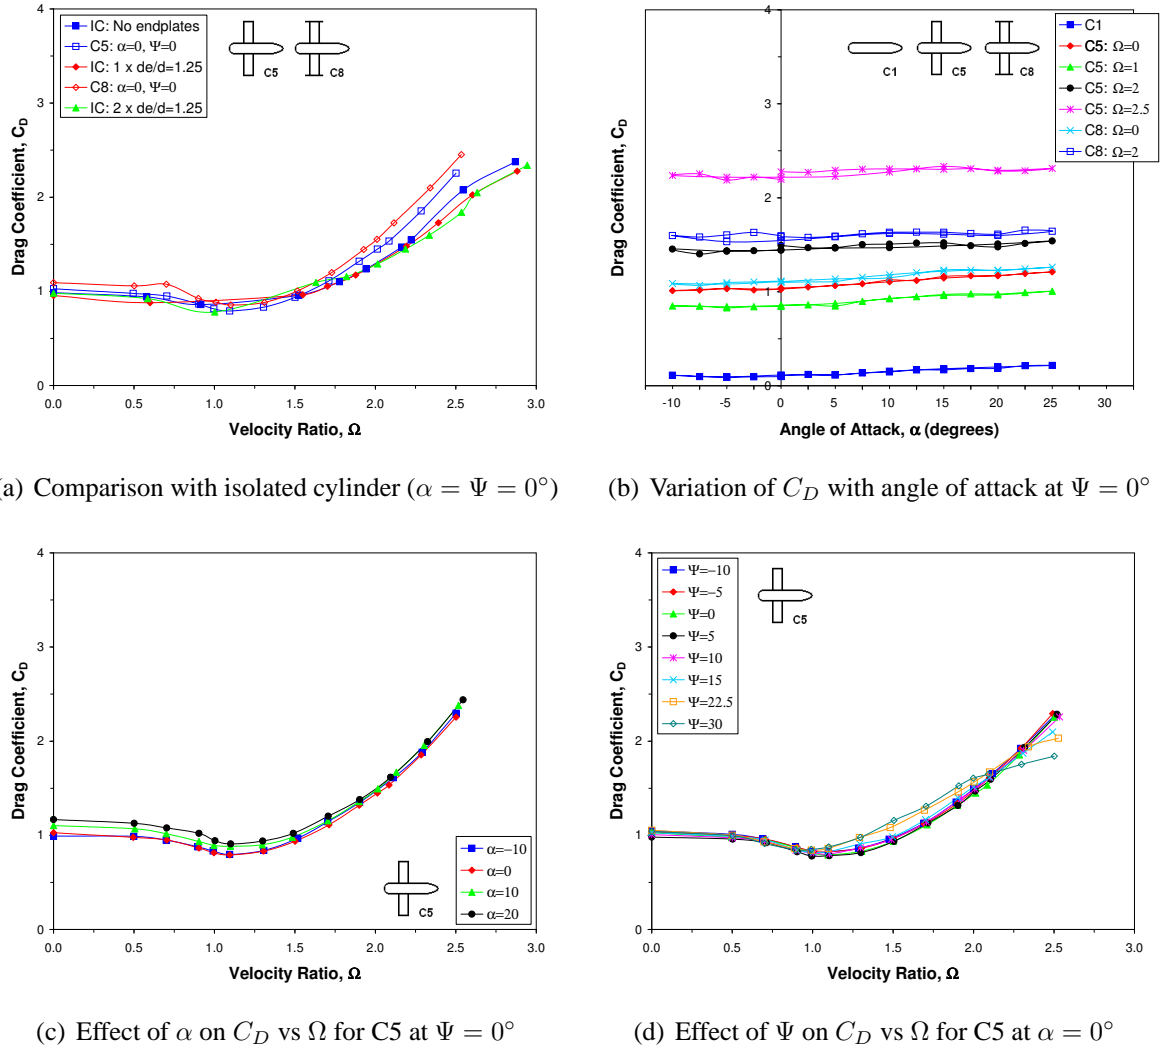 IC: No endplates
C5: α=0, Ψ=0
IC: 1 x de/d=1.25
C8: α=0, Ψ=0
IC: 2 x de/d=1.25
C5
C8
4
3
2
1
0
Drag Coefficient, C_D
0.0 0.5 1.0 1.5 2.0 2.5 3.0
Velocity Ratio, Ω
(a) Comparison with isolated cylinder (α = Ψ = 0°)
C1
C5: Ω=0
C5: Ω=1
C5: Ω=2
C5: Ω=2.5
C8: Ω=0
C8: Ω=2
C1
C5
C8
4
3
2
1
0
Drag Coefficient, C_D
-10 -5 0 5 10 15 20 25 30
Angle of Attack, α (degrees)
(b) Variation of C_D with angle of attack at Ψ = 0°
4
3
2
1
0
Drag Coefficient, C_D
C5
α=-10
α=0
α=10
α=20
0.0 0.5 1.0 1.5 2.0 2.5 3.0
Velocity Ratio, Ω
(c) Effect of α on C_D vs Ω for C5 at Ψ = 0°
Ψ=-10
Ψ=-5
Ψ=0
Ψ=5
Ψ=10
Ψ=15
Ψ=22.5
Ψ=30
C5
4
3
2
1
0
Drag Coefficient, C_D
0.0 0.5 1.0 1.5 2.0 2.5 3.0
Velocity Ratio, Ω
(d) Effect of Ψ on C_D vs Ω for C5 at α = 0°